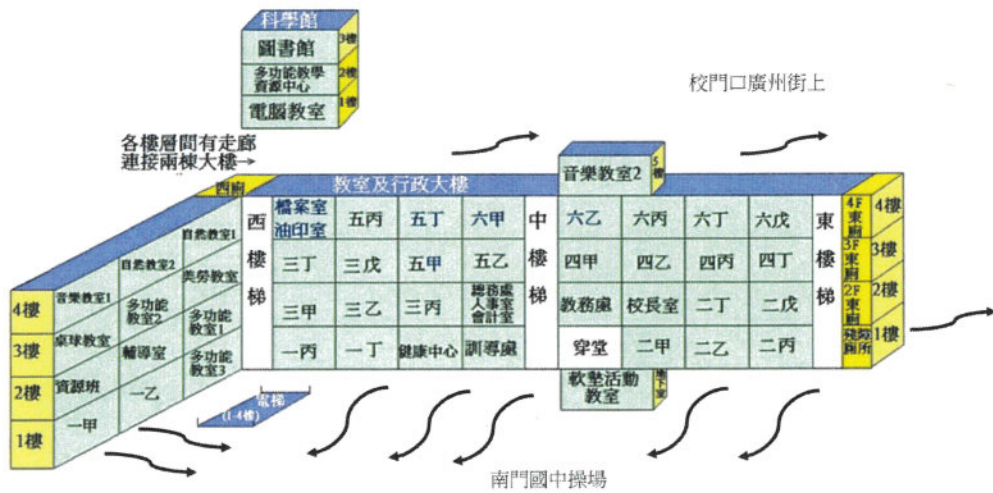 科學館
圖書館
3樓
多功能教學
資源中心
2樓
電腦教室
1樓
校門口廣州街上
各樓層間有走廊
連接兩棟大樓→
音樂教室2
5樓
西廁
教室及行政大樓
西樓梯
檔案室
油印室
五丙
五丁
六甲
中樓梯
六乙
六丙
六丁
六戊
東樓梯
4F東廁
4樓
三丁
三戊
五甲
五乙
四甲
四乙
四丙
四丁
3F東廁
3樓
三甲
三乙
三丙
總務處
人事室
會計室
教務處
校長室
二丁
二戊
2F東廁
2樓
一丙
一丁
健康中心
訓導處
穿堂
二甲
二乙
二丙
殘障廁所
1樓
4樓
音樂教室1
自然教室2
自然教室1
3樓
桌球教室
多功能
教室2
美勞教室
2樓
資源班
輔導室
多功能
教室1
1樓
一甲
一乙
多功能
教室3
電梯
(1-4樓)
軟墊活動
教室
地下室
南門國中操場